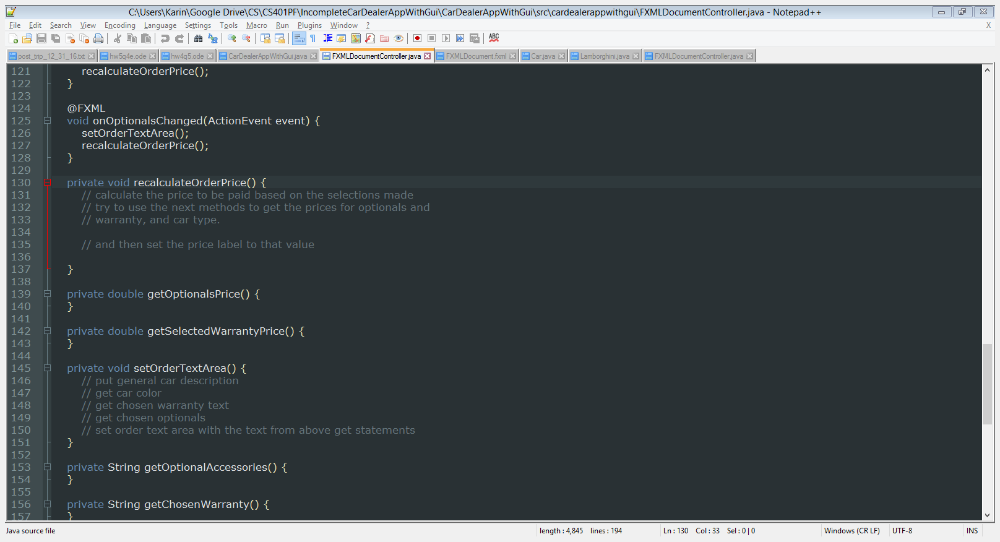 C:\Users\Karin\Google Drive\CS\CS401PF\IncompleteCarDealerAppWithGui\CarDealerAppWithGui\src\cardealerappwithgui\FXMLDocumentController.java - Notepad++
File Edit Search View Encoding Language Settings Tools Macro Run Plugins Window ? X
ABC
post_trip_12_31_16.txt hw5q4e.ode hw4q5.ode CarDealerAppWithGui.java FXMLDocumentController.java FXMLDocument.fxml Car.java Lamborghini.java FXMLDocumentController.java
121 recalculateOrderPrice();
122 }
123
124 @FXML
125 void onOptionalsChanged(ActionEvent event) {
126 setOrderTextArea();
127 recalculateOrderPrice();
128 }
129
130 private void recalculateOrderPrice() {
131 // calculate the price to be paid based on the selections made
132 // try to use the next methods to get the prices for optionals and
133 // warranty, and car type.
134
135 // and then set the price label to that value
136
137 }
138
139 private double getOptionalsPrice() {
140 }
141
142 private double getSelectedWarrantyPrice() {
143 }
144
145 private void setOrderTextArea() {
146 // put general car description
147 // get car color
148 // get chosen warranty text
149 // get chosen optionals
150 // set order text area with the text from above get statements
151 }
152
153 private String getOptionalAccessories() {
154 }
155
156 private String getChosenWarranty() {
157 }
Java source file length : 4,845 lines : 194 Ln : 130 Col : 33 Sel : 0 | 0 Windows (CR LF) UTF-8 INS